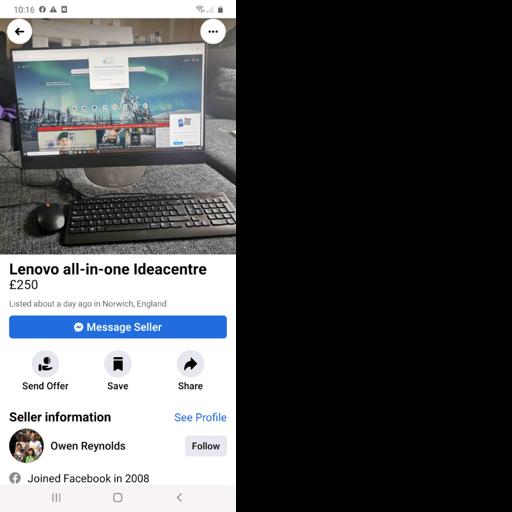 10:16
Lenovo all-in-one Ideacentre
£250
Listed about a day ago in Norwich, England
Message Seller
Send Offer
Save
Share
Seller information
See Profile
Owen Reynolds
Follow
Joined Facebook in 2008